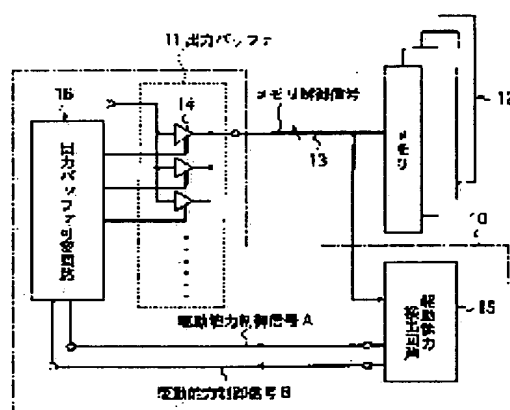 11 出力バッファ
16
14
メモリ制御信号
12
13
メモリ
10
出力バッファ
制御回路
駆動能力
比較回路
15
駆動能力制御信号A
駆動能力制御信号B